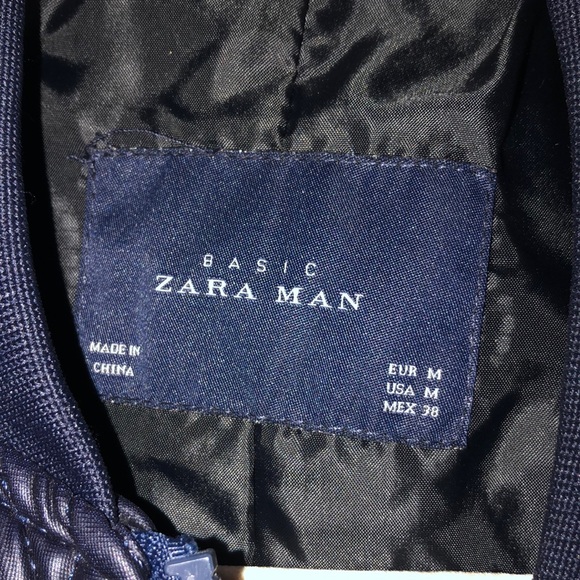 BASIC
ZARA MAN
MADE IN
CHINA
EUR M
USA M
MEX 38